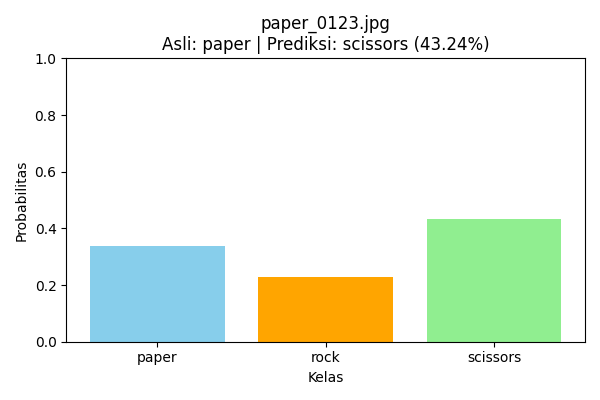 paper_0123.jpg
Asli: paper | Prediksi: scissors (43.24%)
1.0
0.8
0.6
0.4
0.2
0.0
Probabilitas
paper rock scissors
Kelas